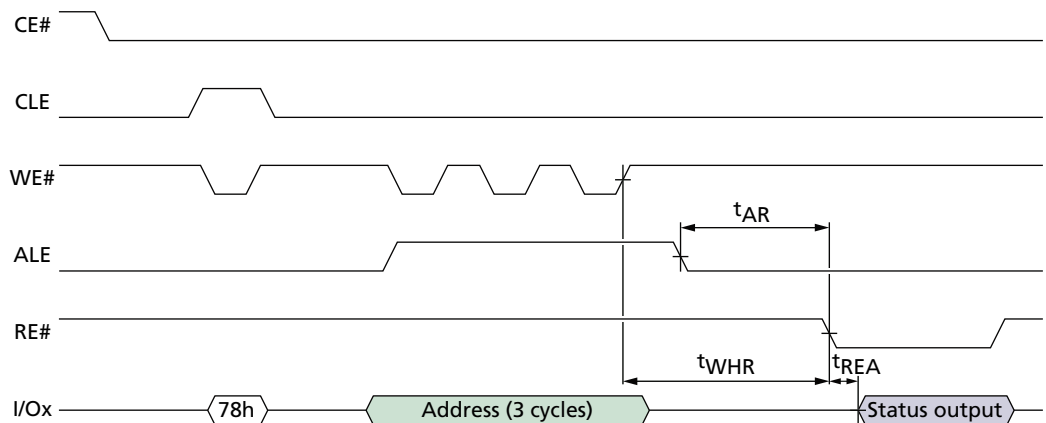 CE#
CLE
WE#
tAR
ALE
RE#
tWHR tREA
I/Ox 78h Address (3 cycles) Status output